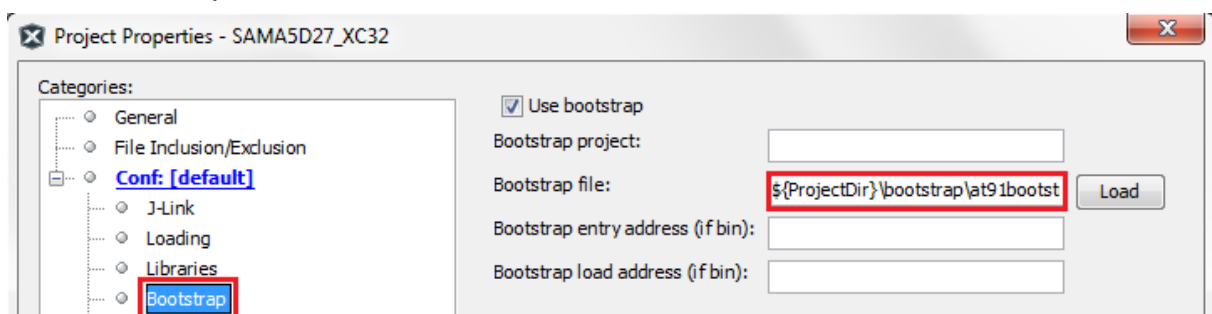 Project Properties - SAMA5D27_XC32
Categories:
General
File Inclusion/Exclusion
Conf: [default]
J-Link
Loading
Libraries
Bootstrap
Use bootstrap
Bootstrap project:
Bootstrap file:
${ProjectDir}\bootstrap\at91bootst
Load
Bootstrap entry address (if bin):
Bootstrap load address (if bin):